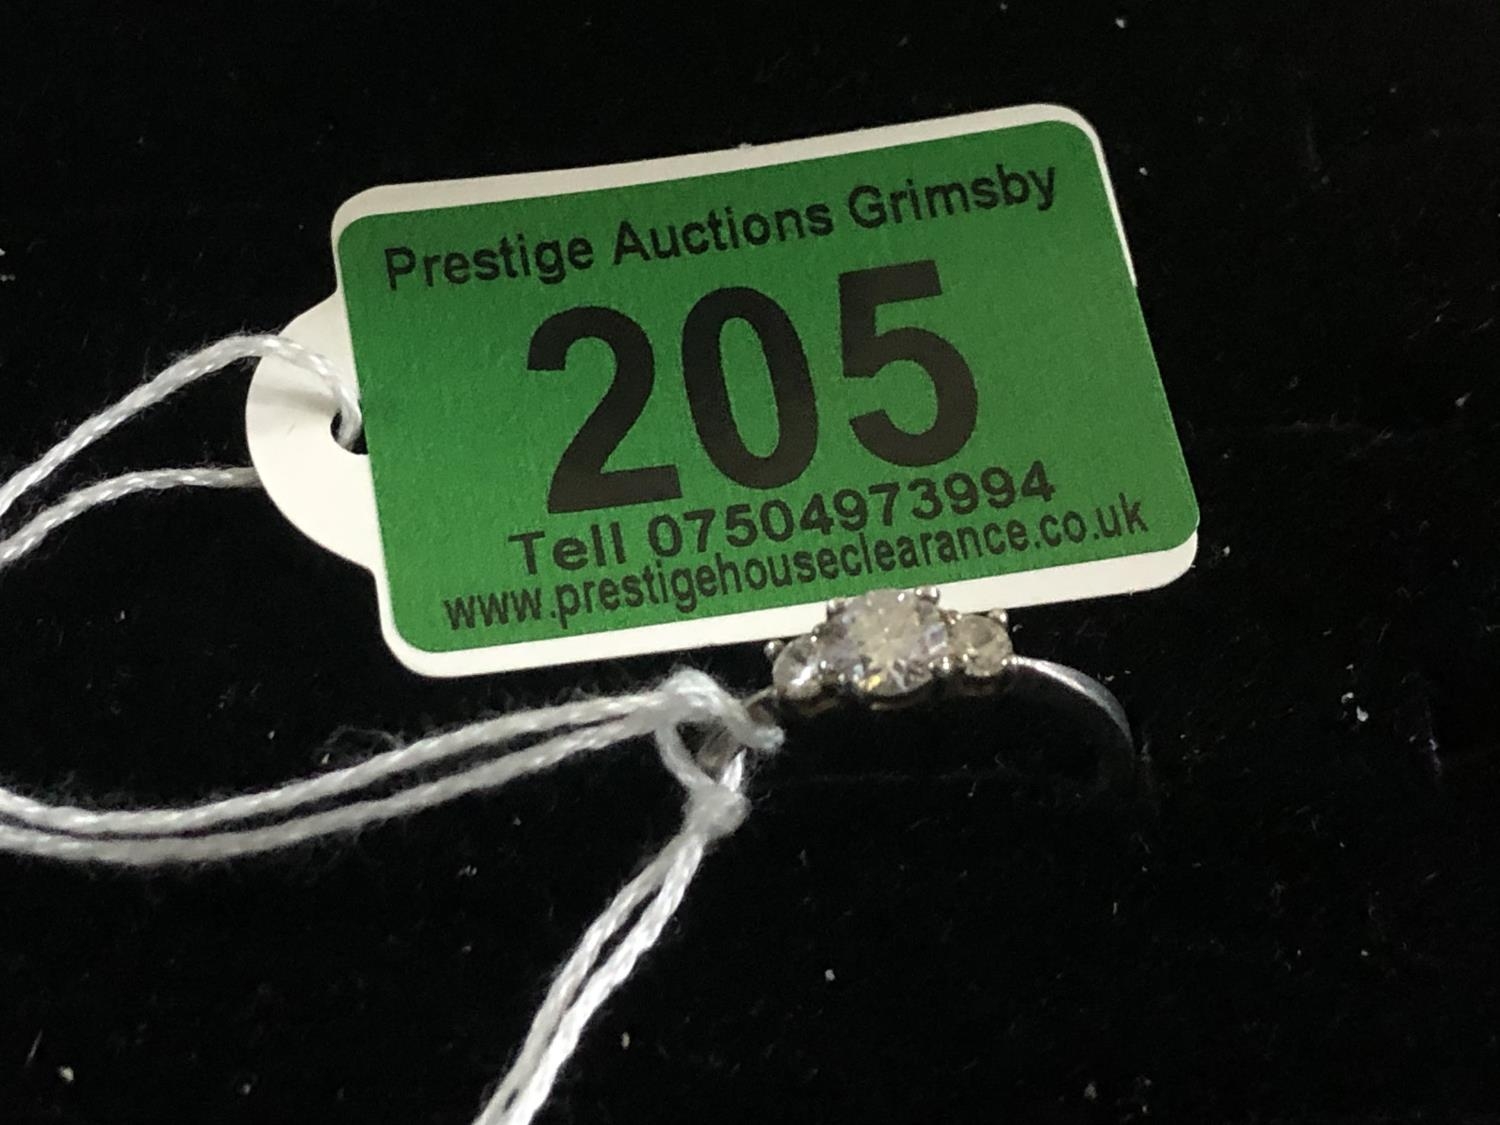 Prestige Auctions Grimsby
205
Tell 07504973994
www.prestigehouseclearance.co.uk